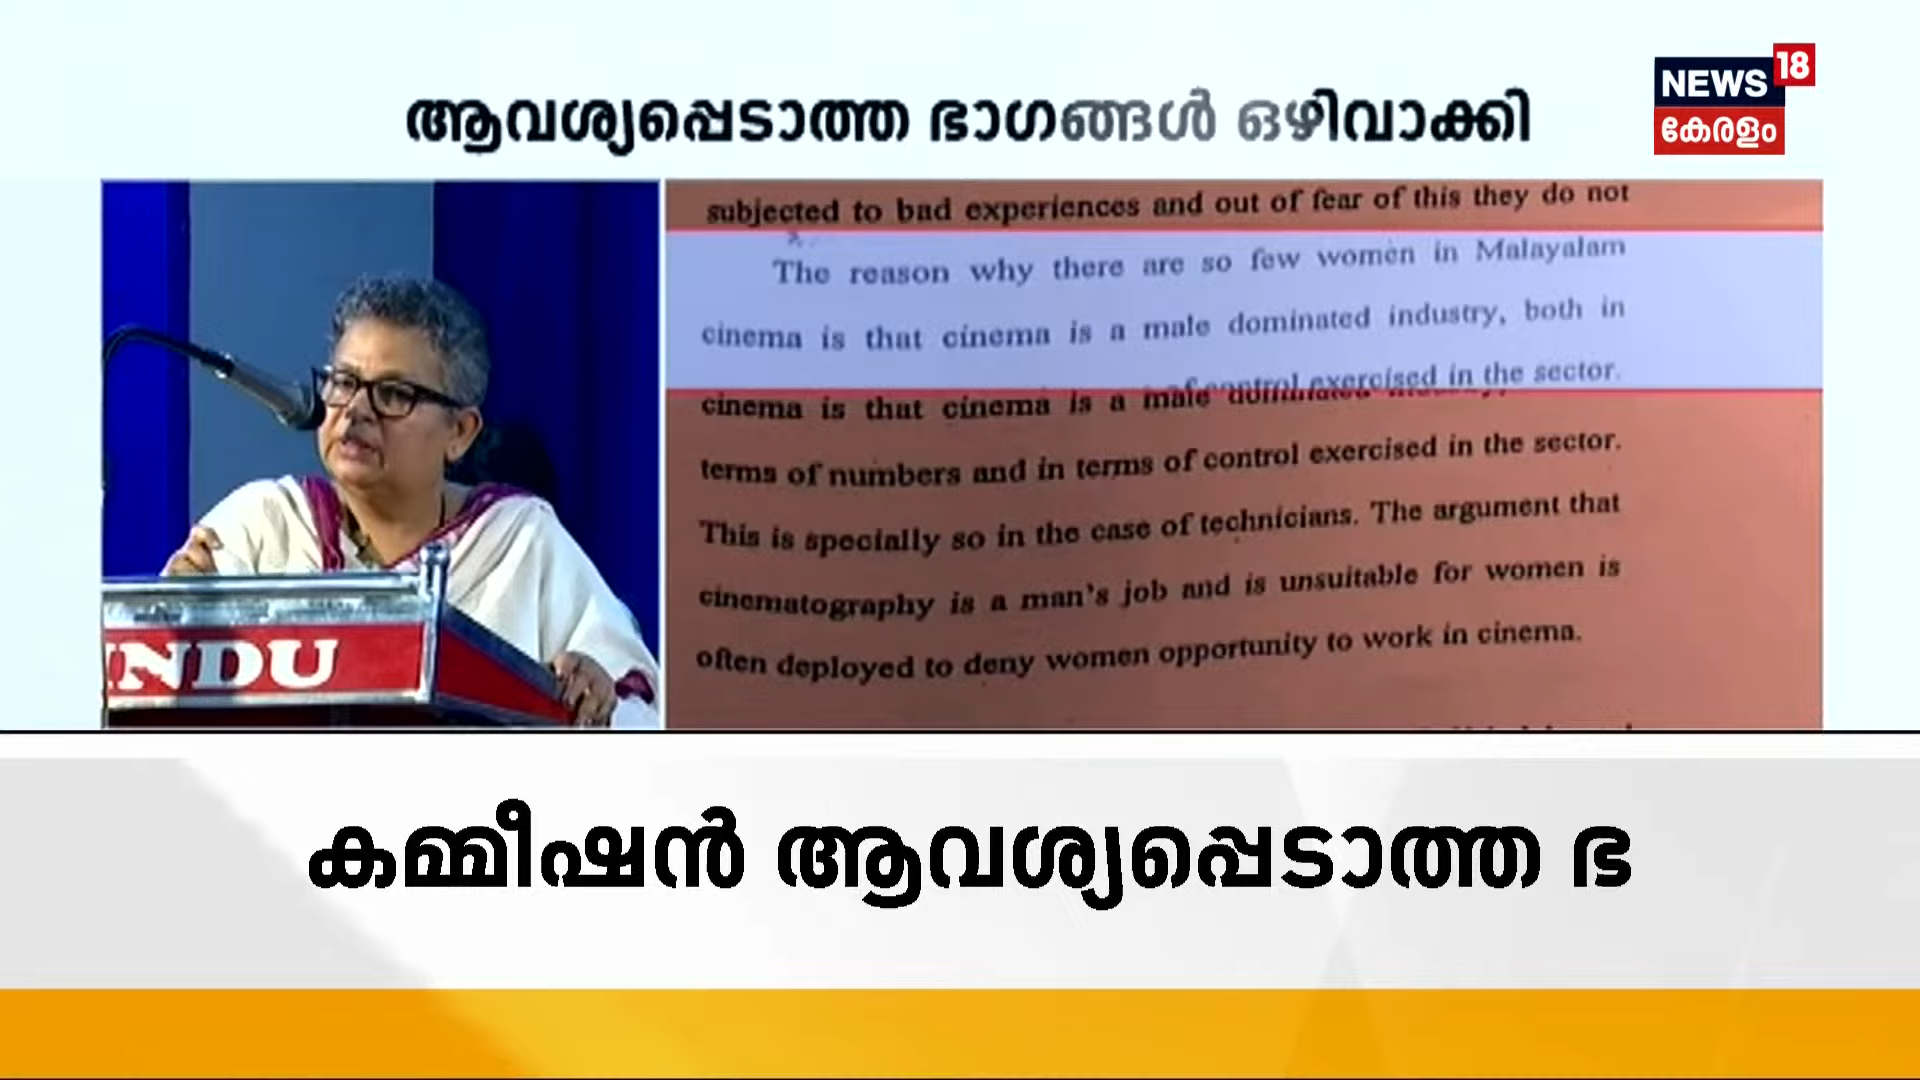 ആവശ്യപ്പെടാത്ത ഭാഗങ്ങൾ ഒഴിവാക്കി
NEWS 18
കേരളം
subjected to bad experiences and out of fear of this they do not
The reason why there are so few women in Malayalam
cinema is that cinema is a male dominated industry, both in
control exercised in the sector.
cinema is that cinema is a male dominated industry,
terms of numbers and in terms of control exercised in the sector.
This is specially so in the case of technicians. The argument that
cinematography is a man's job and is unsuitable for women is
often deployed to deny women opportunity to work in cinema.
INDU
കമ്മീഷൻ ആവശ്യപ്പെടാത്ത ഭ